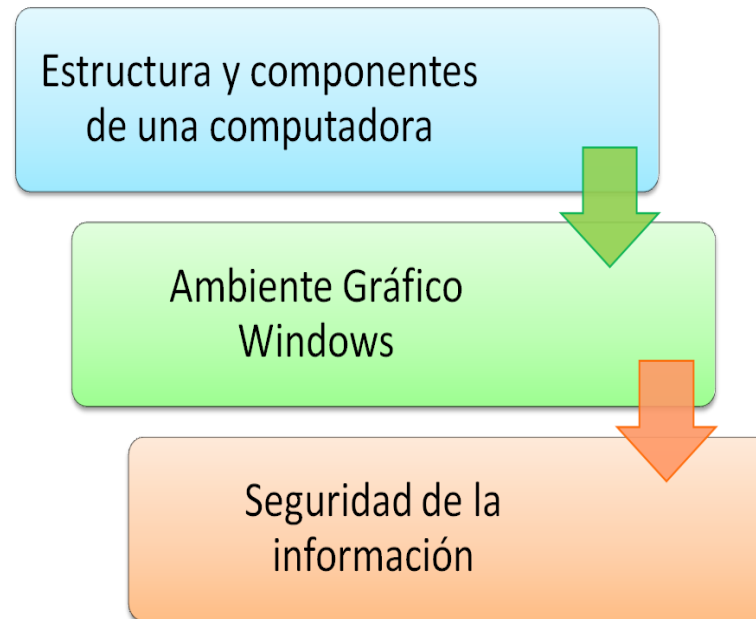 Estructura y componentes
de una computadora
Ambiente Gráfico
Windows
Seguridad de la
información